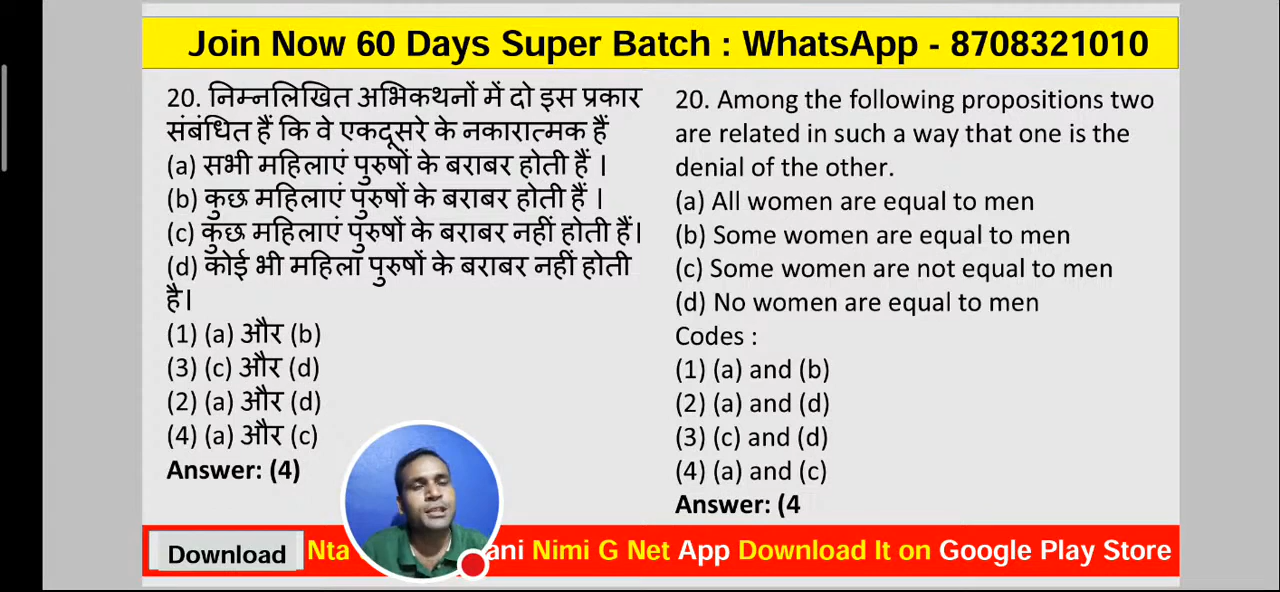 Join Now 60 Days Super Batch : WhatsApp - 8708321010
20. निम्नलिखित अभिकथनों में दो इस प्रकार
संबंधित हैं कि वे एकदूसरे के नकारात्मक हैं
(a) सभी महिलाएं पुरुषों के बराबर होती हैं ।
(b) कुछ महिलाएं पुरुषों के बराबर होती हैं ।
(c) कुछ महिलाएं पुरुषों के बराबर नहीं होती हैं।
(d) कोई भी महिला पुरुषों के बराबर नहीं होती
है।
(1) (a) और (b)
(3) (c) और (d)
(2) (a) और (d)
(4) (a) और (c)
Answer: (4)
20. Among the following propositions two
are related in such a way that one is the
denial of the other.
(a) All women are equal to men
(b) Some women are equal to men
(c) Some women are not equal to men
(d) No women are equal to men
Codes :
(1) (a) and (b)
(2) (a) and (d)
(3) (c) and (d)
(4) (a) and (c)
Answer: (4
Download Nta ani Nimi G Net App Download It on Google Play Store